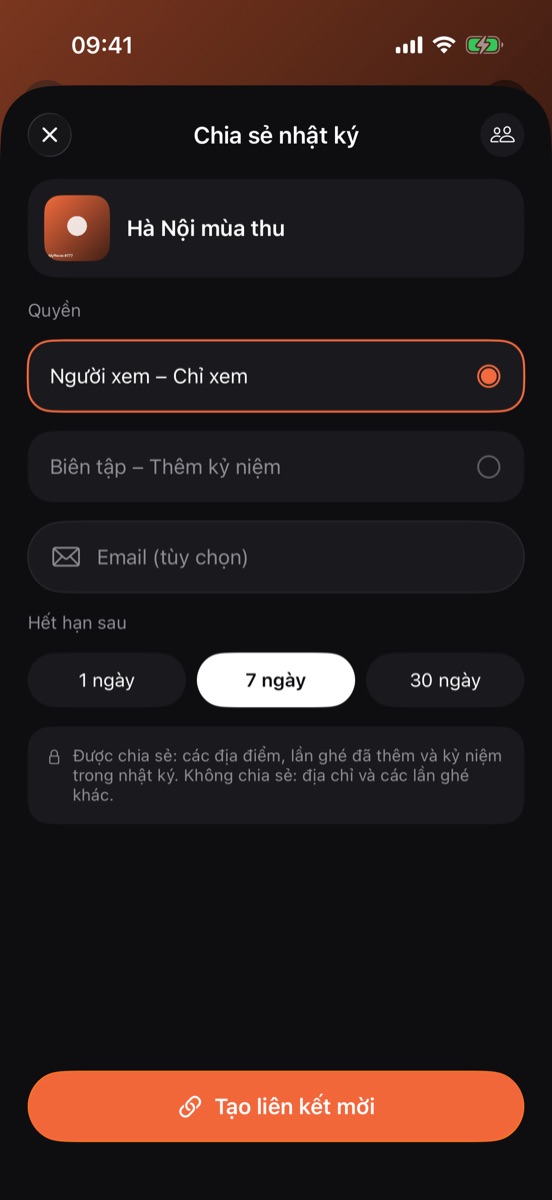 09:41
Chia sẻ nhật ký
Hà Nội mùa thu
Quyền
Người xem – Chỉ xem
Biên tập – Thêm kỷ niệm
Email (tùy chọn)
Hết hạn sau
1 ngày
7 ngày
30 ngày
Được chia sẻ: các địa điểm, lần ghé đã thêm và kỷ niệm
trong nhật ký. Không chia sẻ: địa chỉ và các lần ghé
khác.
Tạo liên kết mời